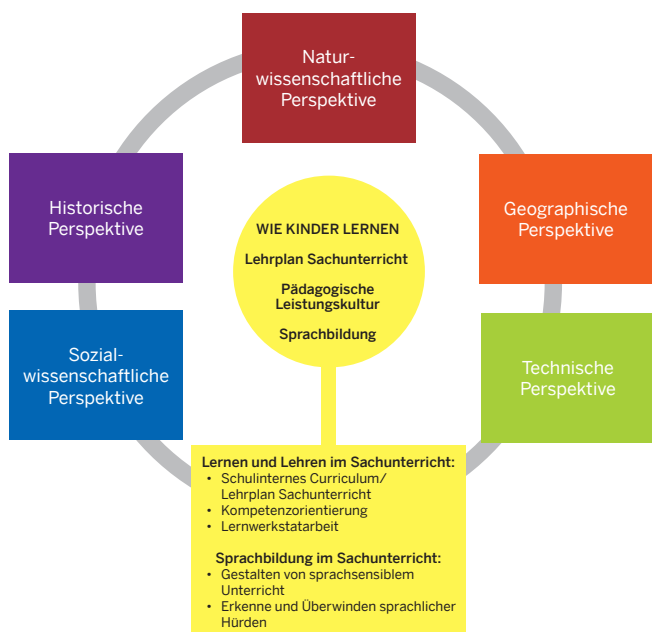 Natur-
wissenschaftliche
Perspektive
Historische
Perspektive
Geographische
Perspektive
WIE KINDER LERNEN
Lehrplan Sachunterricht
Pädagogische
Leistungskultur
Sprachbildung
Sozial-
wissenschaftliche
Perspektive
Technische
Perspektive
Lernen und Lehren im Sachunterricht:
• Schulinternes Curriculum/
Lehrplan Sachunterricht
• Kompetenzorientierung
• Lernwerkstatarbeit
Sprachbildung im Sachunterricht:
• Gestalten von sprachsensiblem
Unterricht
• Erkenne und Überwinden sprachlicher
Hürden